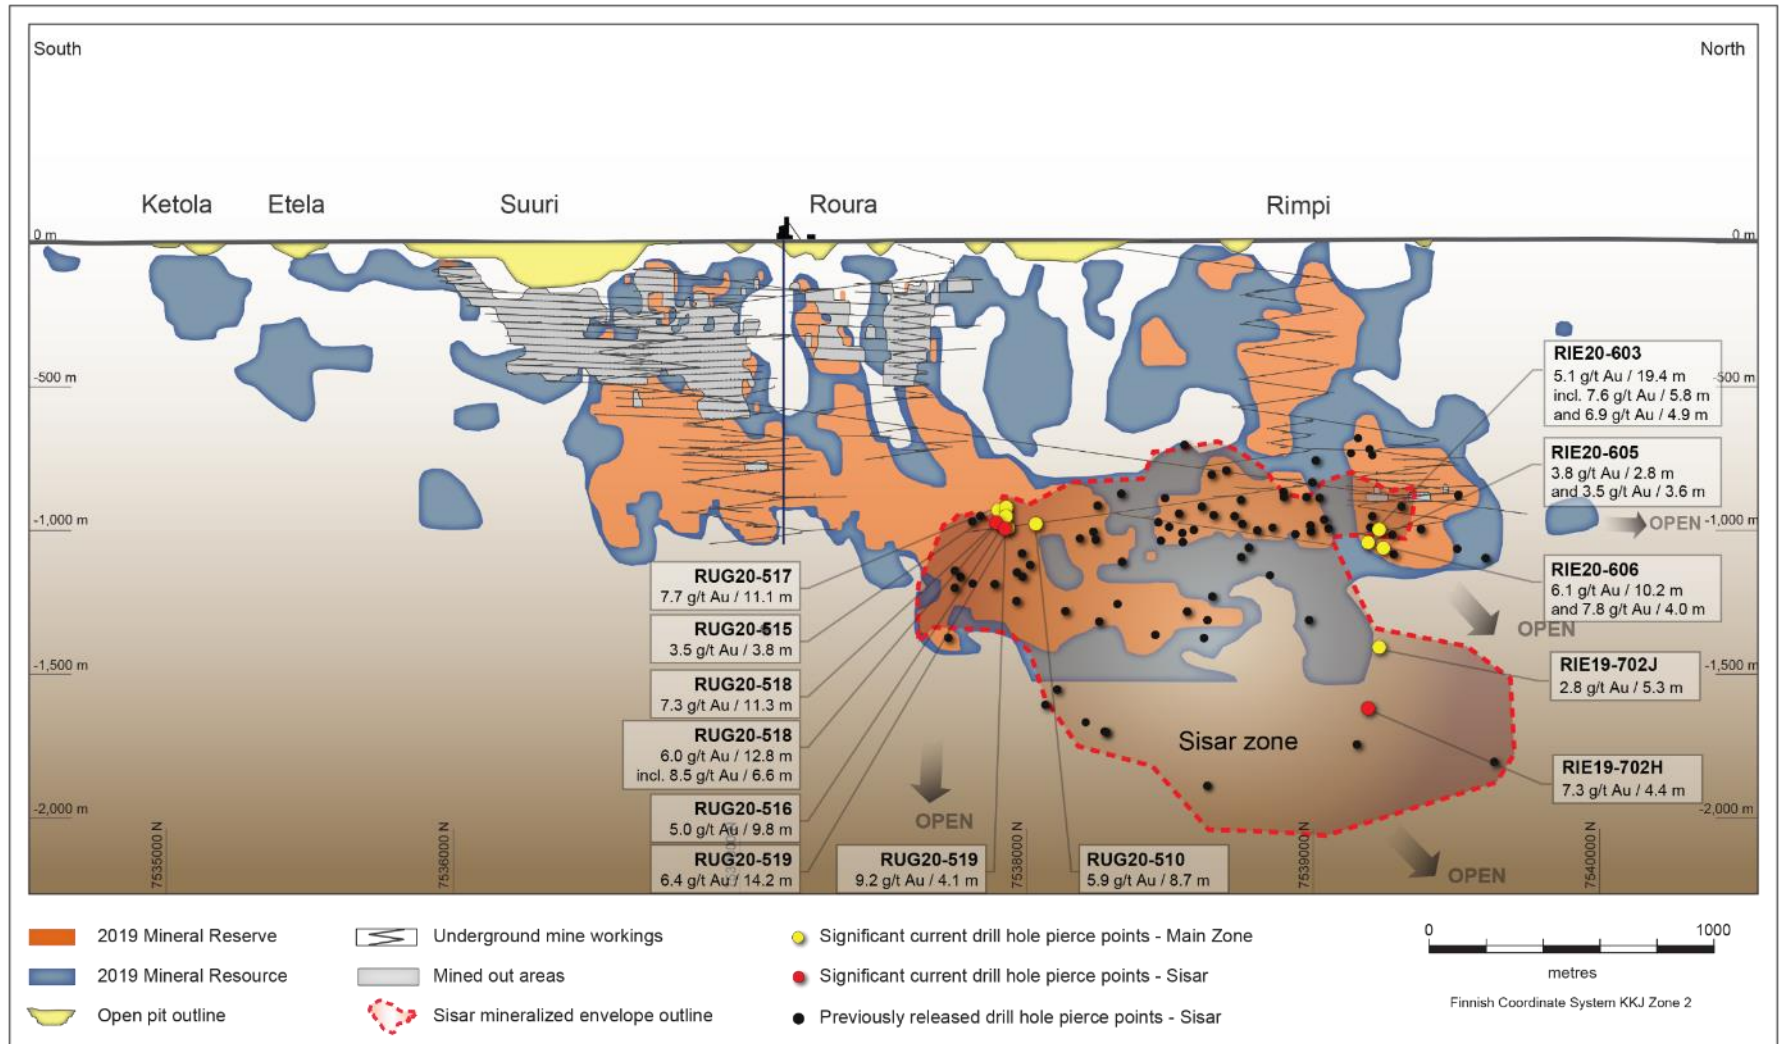 South
North
Ketola
Etela
Suuri
Roura
Rimpi
0 m
0 m
-500 m
-500 m
-1,000 m
-1,000 m
-1,500 m
-1,500 m
-2,000 m
-2,000 m
RIE20-603
5.1 g/t Au / 19.4 m
incl. 7.6 g/t Au / 5.8 m
and 6.9 g/t Au / 4.9 m
RIE20-605
3.8 g/t Au / 2.8 m
and 3.5 g/t Au / 3.6 m
OPEN
RIE20-606
6.1 g/t Au / 10.2 m
and 7.8 g/t Au / 4.0 m
OPEN
RIE19-702J
2.8 g/t Au / 5.3 m
RIE19-702H
7.3 g/t Au / 4.4 m
RUG20-517
7.7 g/t Au / 11.1 m
RUG20-515
3.5 g/t Au / 3.8 m
RUG20-518
7.3 g/t Au / 11.3 m
RUG20-518
6.0 g/t Au / 12.8 m
incl. 8.5 g/t Au / 6.6 m
RUG20-516
5.0 g/t Au / 9.8 m
RUG20-519
6.4 g/t Au / 14.2 m
RUG20-519
9.2 g/t Au / 4.1 m
RUG20-510
5.9 g/t Au / 8.7 m
Sisar zone
OPEN
OPEN
7535000 N
7536000 N
7538000 N
7539000 N
7540000 N
2019 Mineral Reserve
2019 Mineral Resource
Open pit outline
Underground mine workings
Mined out areas
Sisar mineralized envelope outline
Significant current drill hole pierce points - Main Zone
Significant current drill hole pierce points - Sisar
Previously released drill hole pierce points - Sisar
0
1000
metres
Finnish Coordinate System KKJ Zone 2